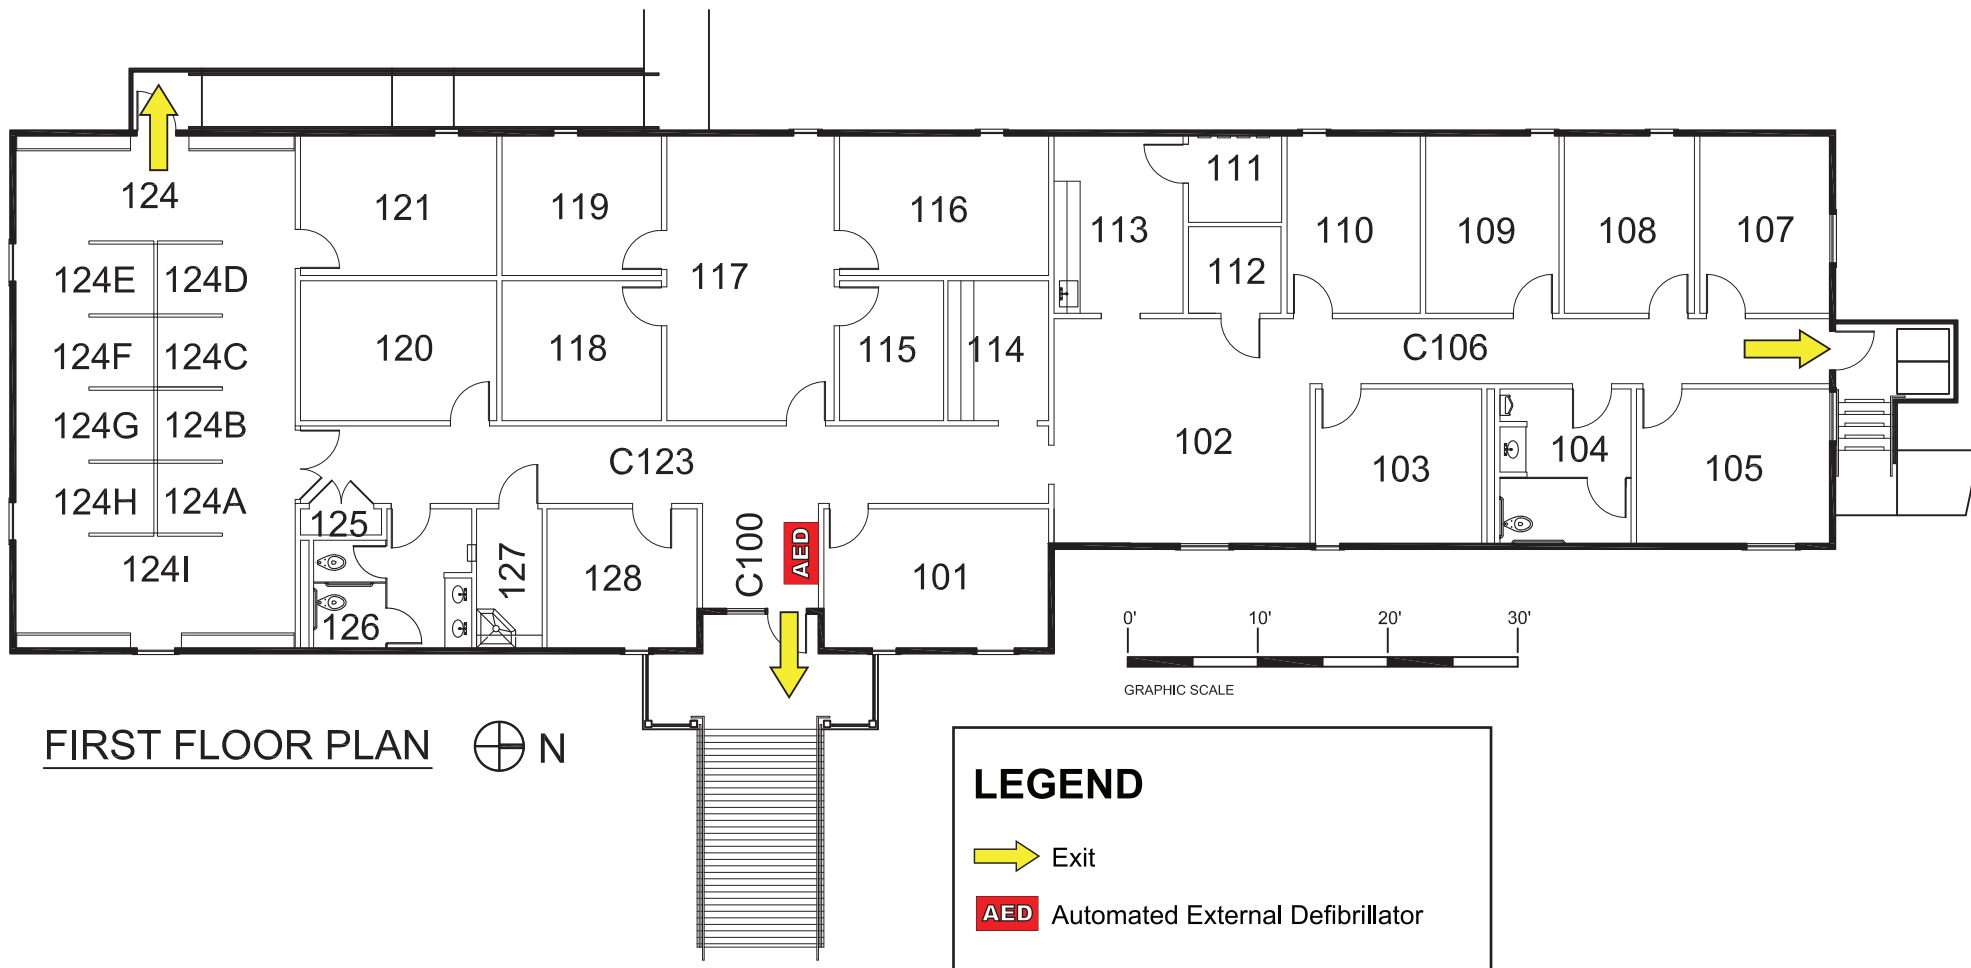 124
121
119
116
111
113
110
109
108
107
117
112
124E
124D
124F
124C
120
118
115
114
C106
124G
124B
C123
102
103
104
105
124H
124A
125
124I
126
127
128
C100
AED
101
0'
10'
20'
30'
GRAPHIC SCALE
FIRST FLOOR PLAN
N
LEGEND
Exit
AED
Automated External Defibrillator